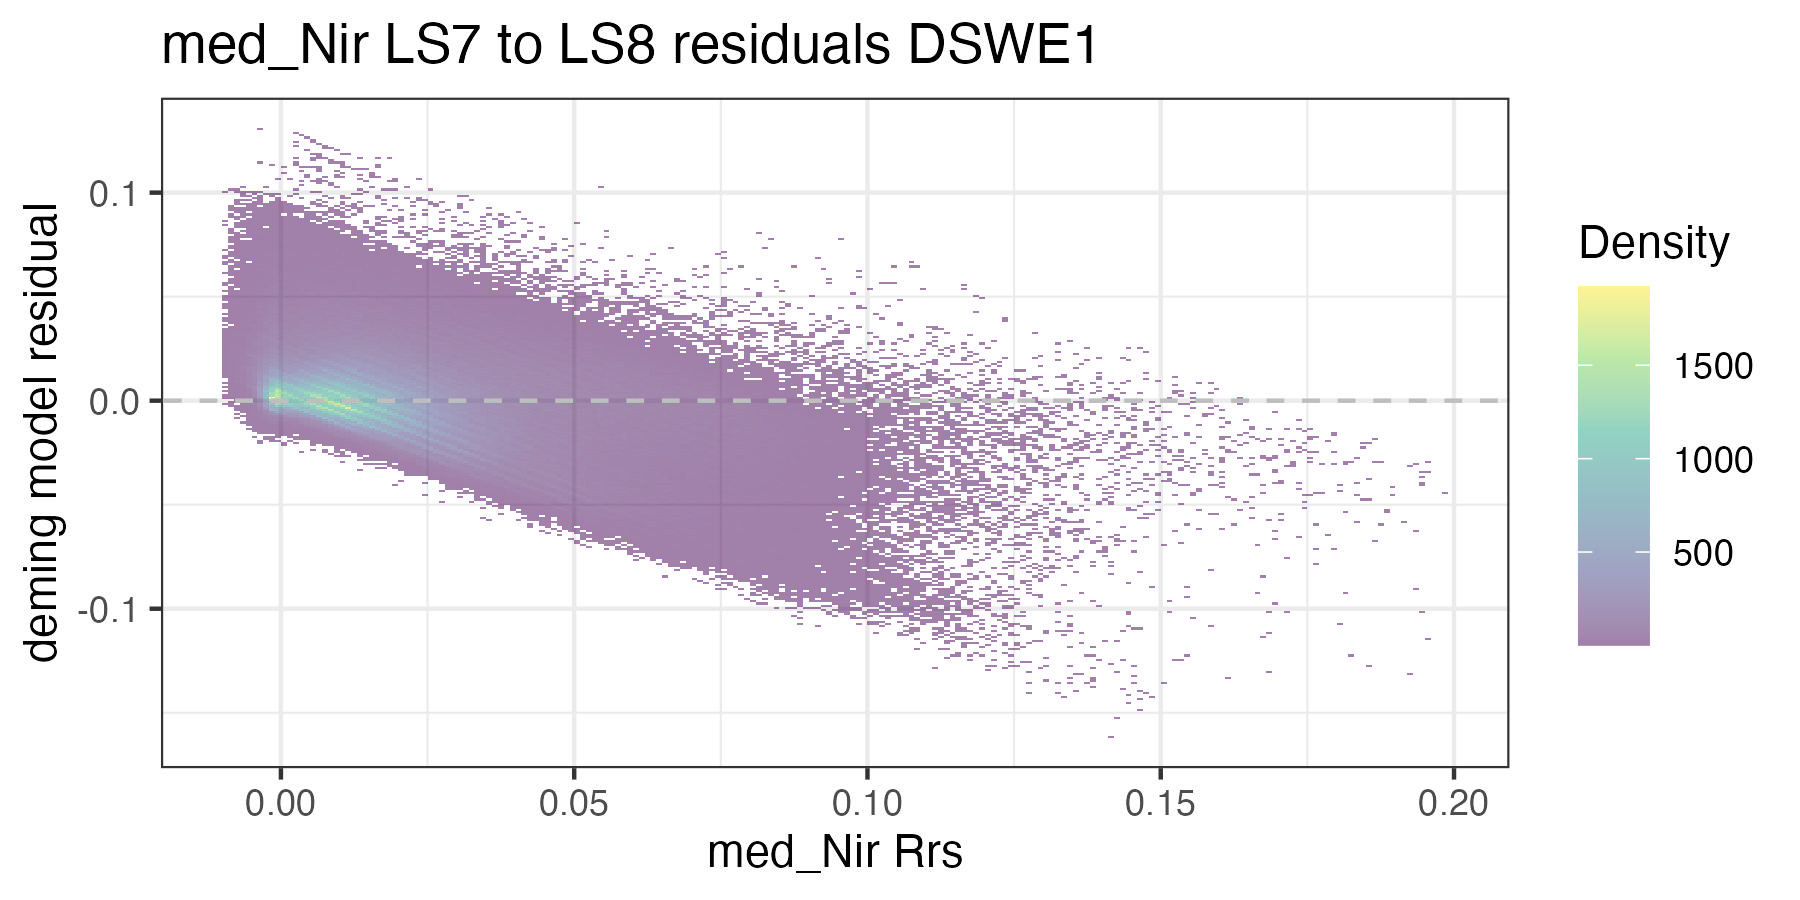 med_Nir LS7 to LS8 residuals DSWE1
deming model residual
0.1
0.0
-0.1
0.00 0.05 0.10 0.15 0.20
med_Nir Rrs
Density
1500
1000
500